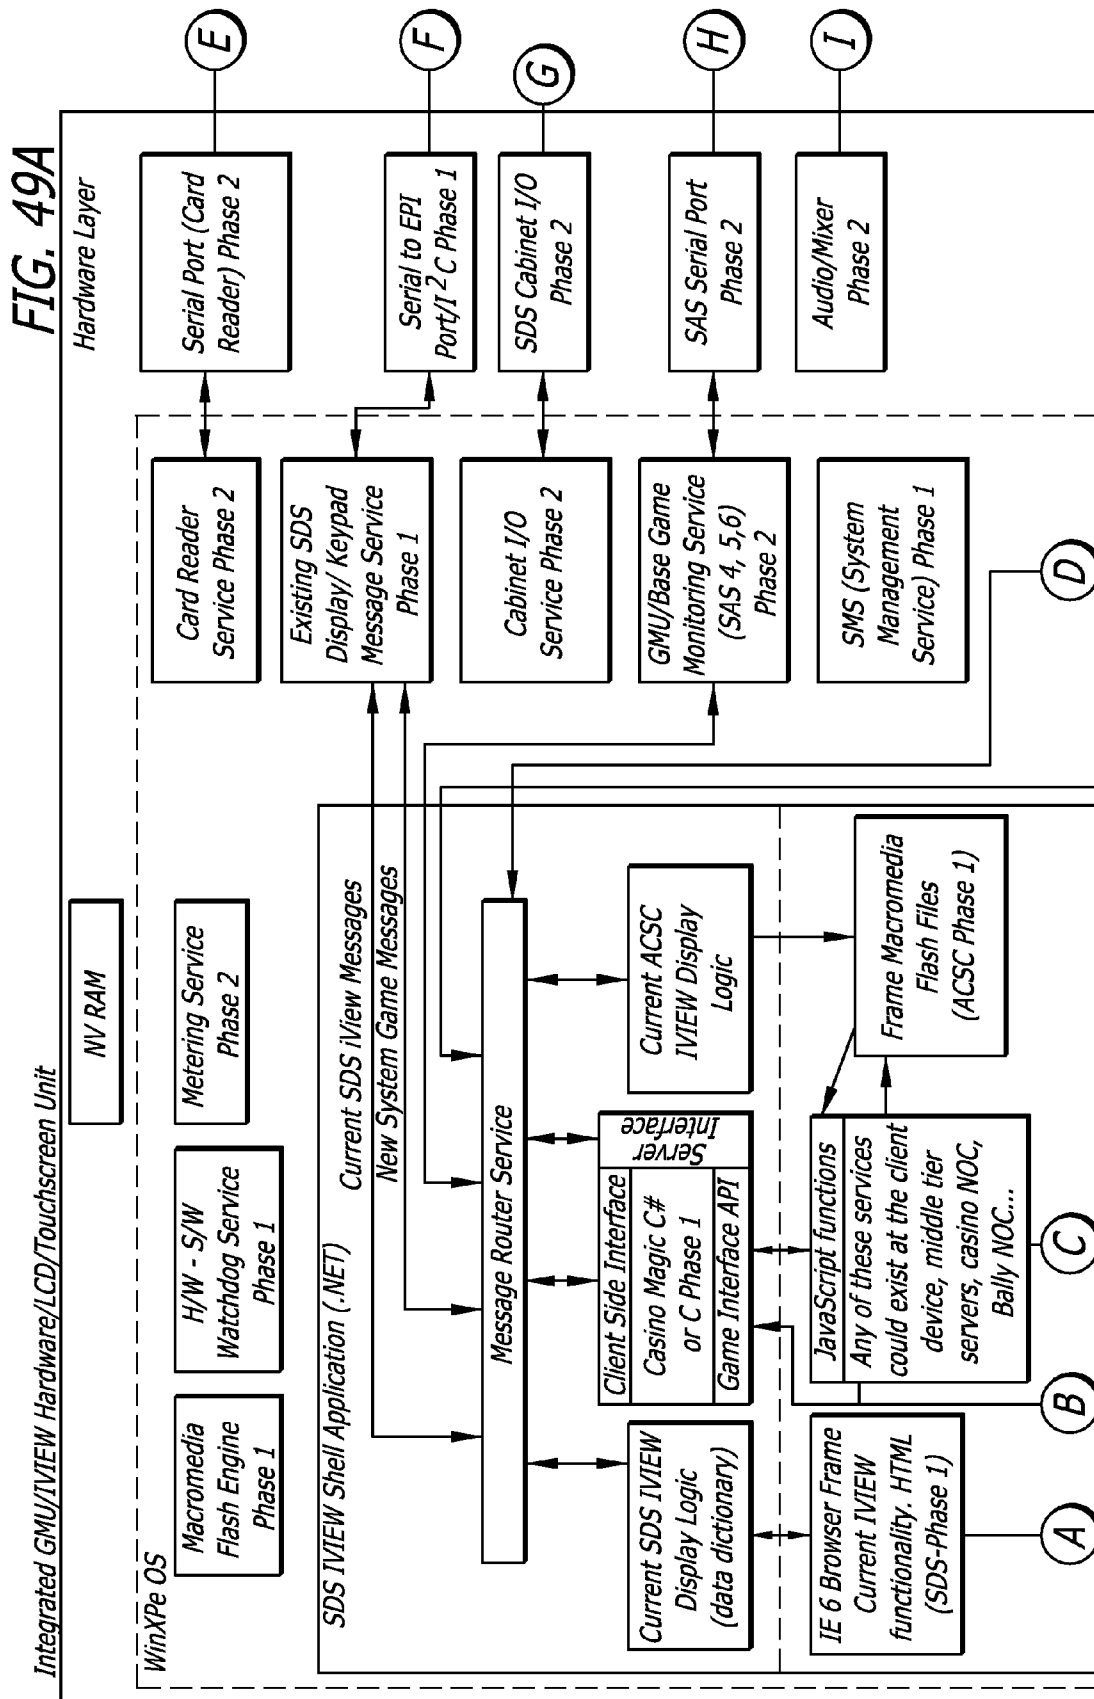 FIG. 49A
Integrated GMU/IVIEW Hardware/LCD/Touchscreen Unit
NV RAM
Hardware Layer
WinXPe OS
Macromedia
Flash Engine
Phase 1
H/W - S/W
Watchdog Service
Phase 1
Metering Service
Phase 2
Card Reader
Service Phase 2
Serial Port (Card
Reader) Phase 2
E
SDS IVIEW Shell Application (.NET)
Current SDS iView Messages
New System Game Messages
Existing SDS
Display/ Keypad
Message Service
Phase 1
Serial to EPI
Port/I2C Phase 1
F
Cabinet I/O
Service Phase 2
SDS Cabinet I/O
Phase 2
G
Message Router Service
GMU/Base Game
Monitoring Service
(SAS 4, 5,6)
Phase 2
SAS Serial Port
Phase 2
H
Current SDS IVIEW
Display Logic
(data dictionary)
Client Side Interface
Casino Magic C#
or C Phase 1
Game Interface API
Server
Interface
Current ACSC
IVIEW Display
Logic
SMS (System
Management
Service) Phase 1
Audio/Mixer
Phase 2
I
IE 6 Browser Frame
Current IVIEW
functionality. HTML
(SDS-Phase 1)
JavaScript functions
Any of these services
could exist at the client
device, middle tier
servers, casino NOC,
Bally NOC...
Frame Macromedia
Flash Files
(ACSC Phase 1)
A
B
C
D